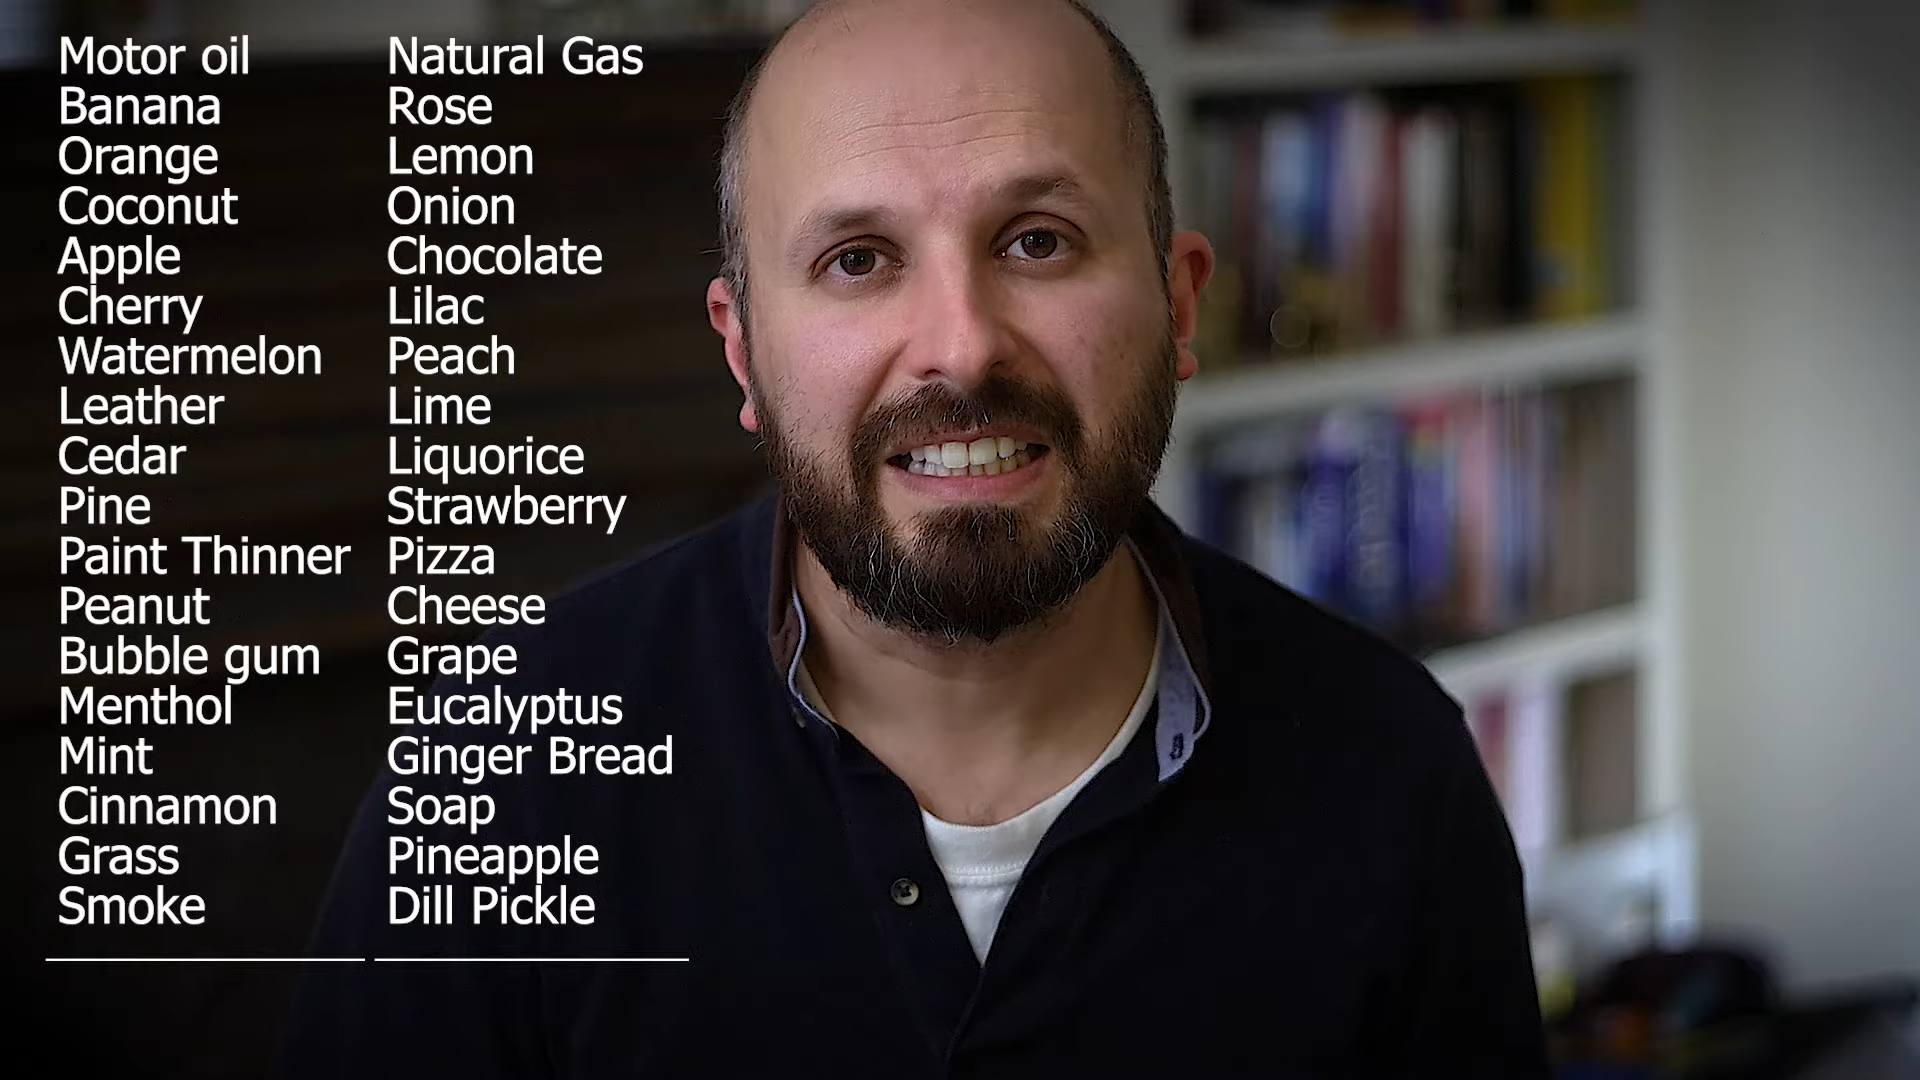 Motor oil
Banana
Orange
Coconut
Apple
Cherry
Watermelon
Leather
Cedar
Pine
Paint Thinner
Peanut
Bubble gum
Menthol
Mint
Cinnamon
Grass
Smoke
Natural Gas
Rose
Lemon
Onion
Chocolate
Lilac
Peach
Lime
Liquorice
Strawberry
Pizza
Cheese
Grape
Eucalyptus
Ginger Bread
Soap
Pineapple
Dill Pickle